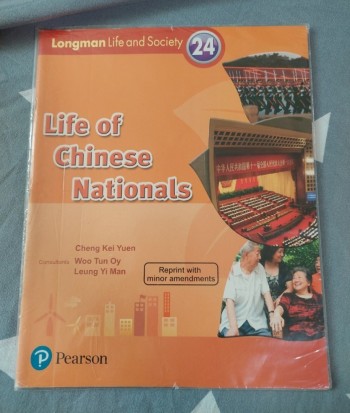 Longman Life and Society 24
Life of
Chinese
Nationals
Cheng Kei Yuen
Consultants Woo Tun Oy
Leung Yi Man
Reprint with
minor amendments
Pearson